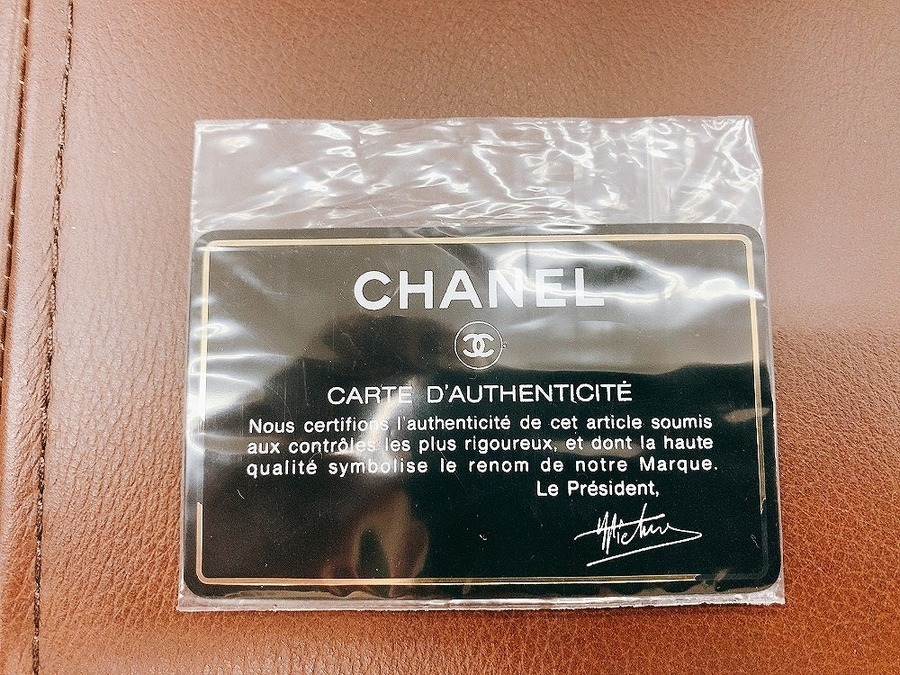 CHANEL
CARTE D'AUTHENTICITÉ
Nous certifions l'authenticité de cet article soumis
aux contrôles les plus rigoureux, et dont la haute
qualité symbolise le renom de notre Marque.
Le Président,